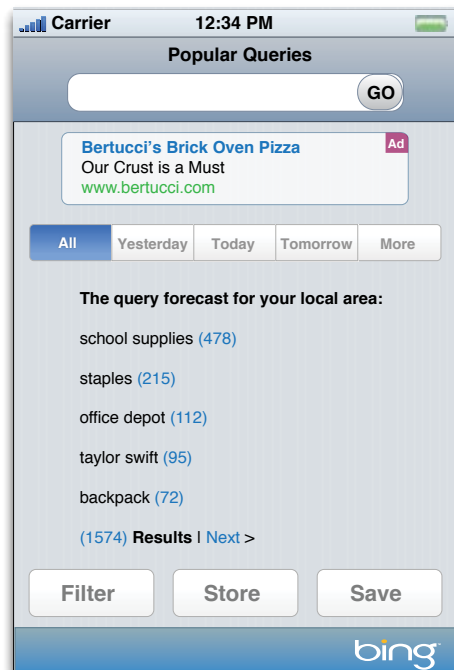 Carrier 12:34 PM
Popular Queries
GO
Bertucci's Brick Oven Pizza Ad
Our Crust is a Must
www.bertucci.com
All Yesterday Today Tomorrow More
The query forecast for your local area:
school supplies (478)
staples (215)
office depot (112)
taylor swift (95)
backpack (72)
(1574) Results | Next >
Filter Store Save
bing